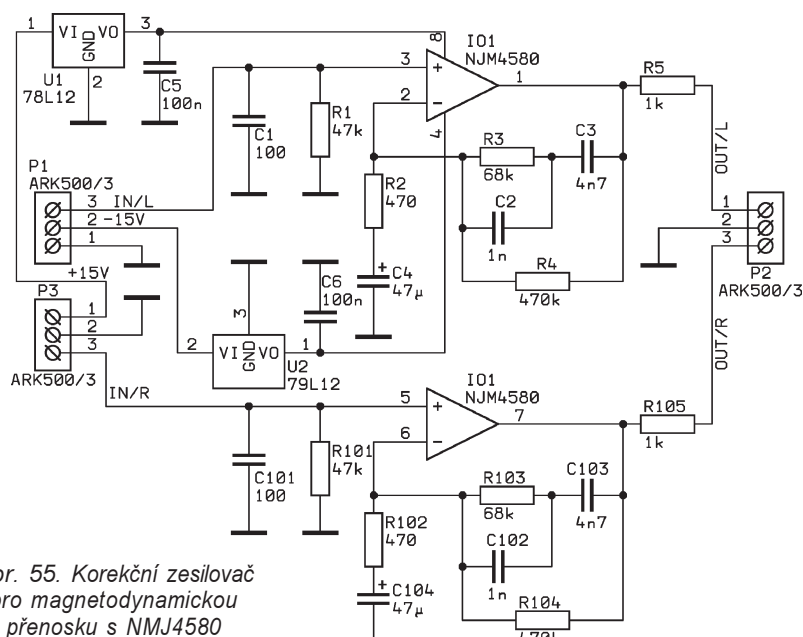 1
VI
VO
GND
3
2
U1
78L12
C5
100n
8
IO1
NJM4580
3
+
2
−
1
4
R5
1k
C1
100
R1
47k
R3
68k
C3
4n7
OUT/L
P1
ARK500/3
3
IN/L
2
-15V
1
R2
470
C2
1n
R4
470k
+
C4
47µ
1
2
3
P2
ARK500/3
+15V
P3
1
2
3
ARK500/3
IN/R
C6
100n
3
2
VI
GND
VO
1
U2
79L12
OUT/R
IO1
NJM4580
5
+
6
−
7
R105
1k
C101
100
R101
47k
R103
68k
C103
4n7
R102
470
C102
1n
R104
+
C104
47µ
br. 55. Korekční zesilovač
pro magnetodynamickou
přenosku s NMJ4580